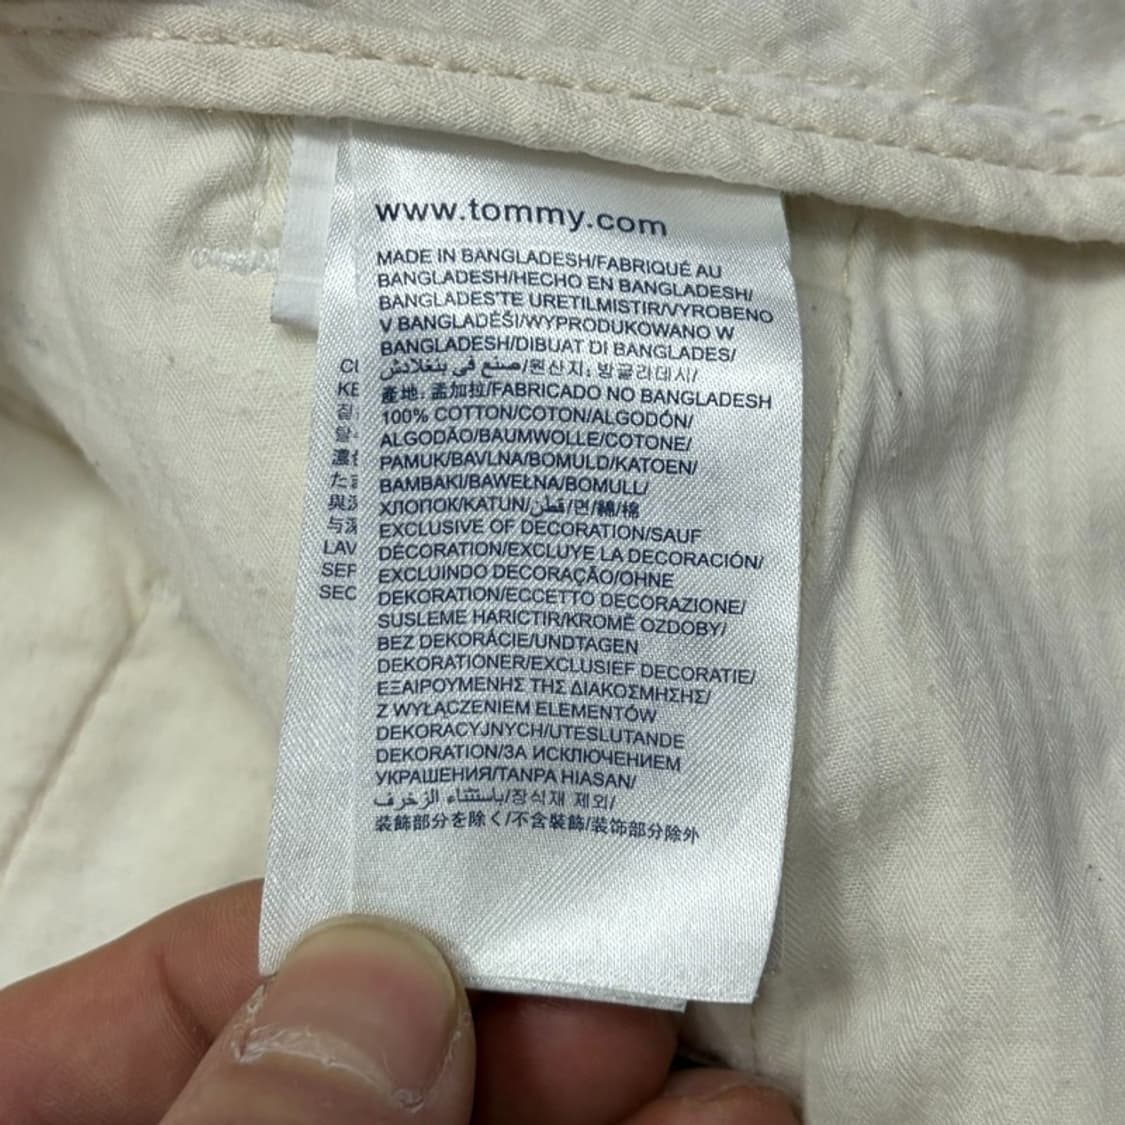 www.tommy.com
MADE IN BANGLADESH/FABRIQUÉ AU
BANGLADESH/HECHO EN BANGLADESH/
BANGLADES'TE URETILMISTIR/VYROBENO
V BANGLADÉŠI/WYPRODUKOWANO W
BANGLADESH/DIBUAT DI BANGLADES/
صنع في بنغلادش/원산지: 방글라데시/
產地: 孟加拉/FABRICADO NO BANGLADESH
100% COTTON/COTON/ALGODÓN/
ALGODÃO/BAUMWOLLE/COTONE/
PAMUK/BAVLNA/BOMULD/KATOEN/
BAMBAKI/BAWEŁNA/BOMULL/
ХЛОПОК/KATUN/قطن/면/綿/棉
EXCLUSIVE OF DECORATION/SAUF
DÉCORATION/EXCLUYE LA DECORACIÓN/
EXCLUINDO DECORAÇÃO/OHNE
DEKORATION/ECCETTO DECORAZIONE/
SUSLEME HARICTIR/KROMĚ OZDOBY/
BEZ DEKORÁCIE/UNDTAGEN
DEKORATIONER/EXCLUSIEF DECORATIE/
ΕΞΑΙΡΟΥΜΕΝΗΣ ΤΗΣ ΔΙΑΚΟΣΜΗΣΗΣ/
Z WYŁĄCZENIEM ELEMENTÓW
DEKORACYJNYCH/UTESLUTANDE
DEKORATION/ЗА ИСКЛЮЧЕНИЕМ
УКРАШЕНИЯ/TANPA HIASAN/
باستثناء الزخرف/장식재 제외/
装飾部分を除く/不含裝飾/装饰部分除外
LAV
SEC